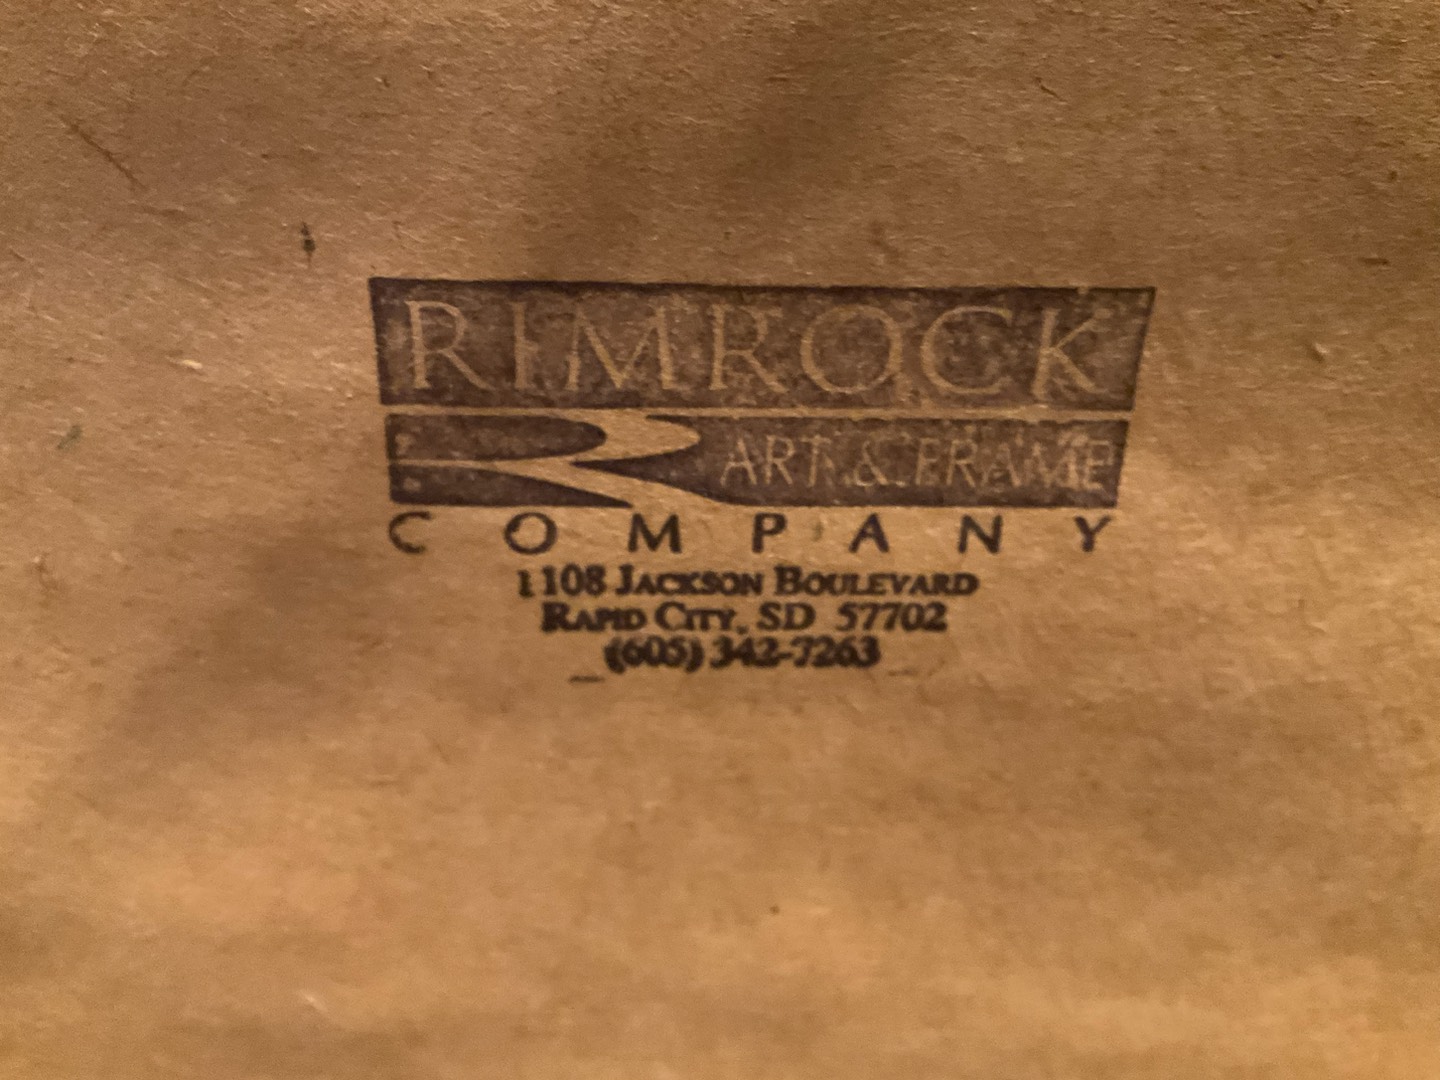 RIMROCK
ART & FRAME
COMPANY
1108 JACKSON BOULEVARD
RAPID CITY, SD 57702
(605) 342-7263